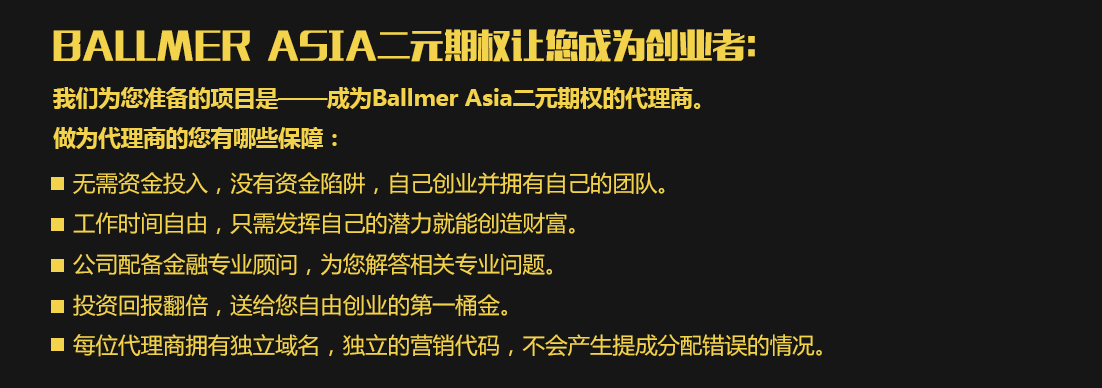 BALLMER ASIA二元期权让您成为创业者:
我们为您准备的项目是——成为Ballmer Asia二元期权的代理商。
做为代理商的您有哪些保障：
无需资金投入，没有资金陷阱，自己创业并拥有自己的团队。
工作时间自由，只需发挥自己的潜力就能创造财富。
公司配备金融专业顾问，为您解答相关专业问题。
投资回报翻倍，送给您自由创业的第一桶金。
每位代理商拥有独立域名，独立的营销代码，不会产生提成分配错误的情况。